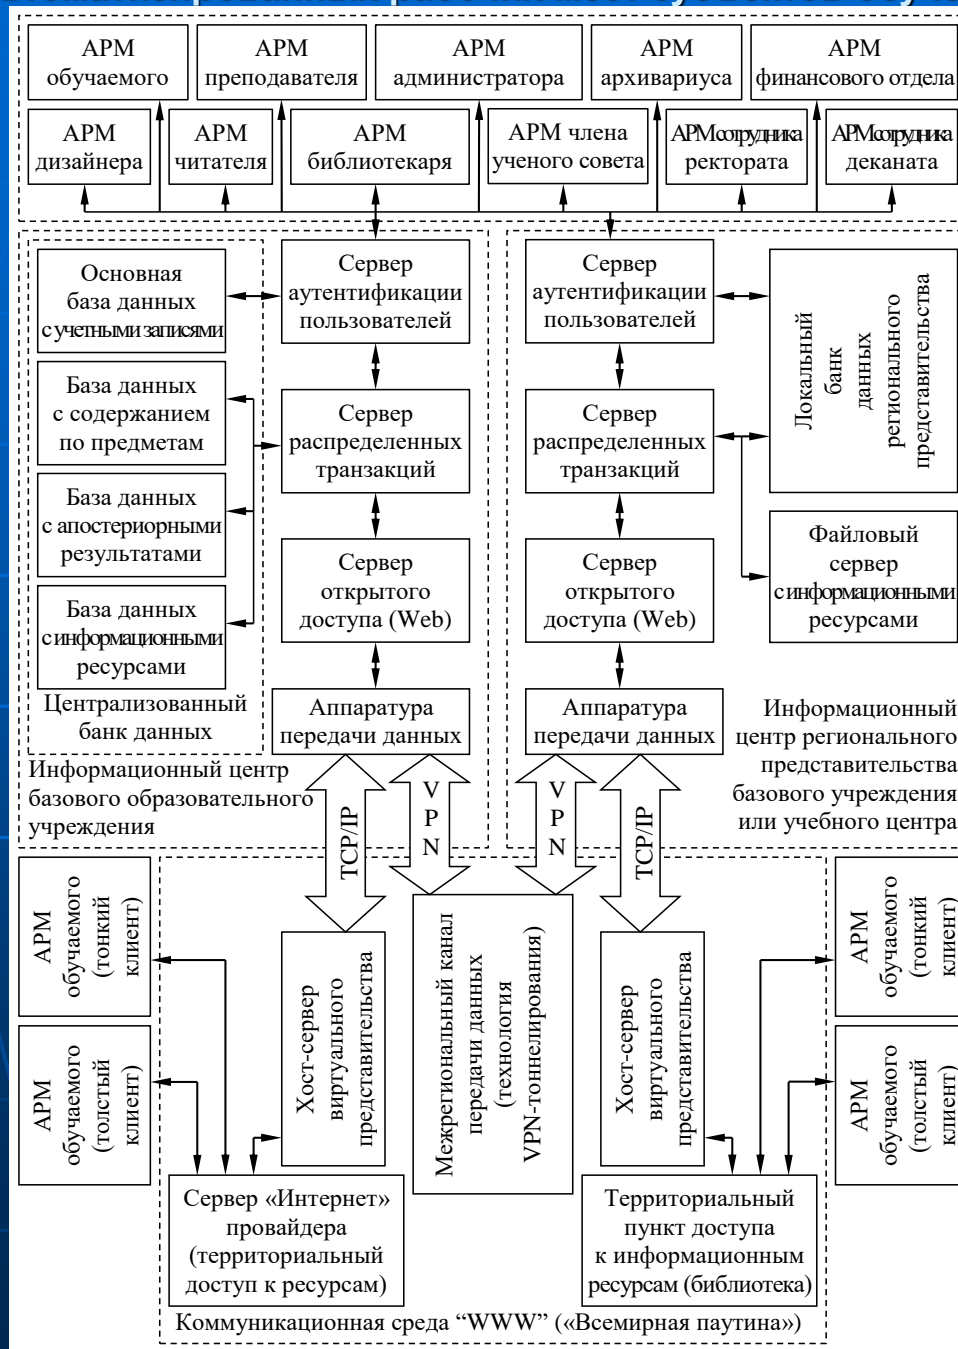 АРМ
обучаемого
АРМ
преподавателя
АРМ
администратора
АРМ
архивариуса
АРМ
финансового отдела
АРМ
дизайнера
АРМ
читателя
АРМ
библиотекаря
АРМ члена
ученого совета
АРМ сотрудника
ректората
АРМ сотрудника
деканата
Основная
база данных
с учетными записями
База данных
с содержанием
по предметам
База данных
с апостериорными
результатами
База данных
с информационными
ресурсами
Централизованный
банк данных
Сервер
аутентификации
пользователей
Сервер
распределенных
транзакций
Сервер
открытого
доступа (Web)
Аппаратура
передачи данных
Информационный центр
базового образовательного
учреждения
Сервер
аутентификации
пользователей
Сервер
распределенных
транзакций
Сервер
открытого
доступа (Web)
Аппаратура
передачи данных
Локальный
банк
данных
регионального
представительства
Файловый
сервер
с информационными
ресурсами
Информационный
центр регионального
представительства
базового учреждения
или учебного центра
TCP/IP
V
P
N
V
P
N
TCP/IP
АРМ
обучаемого
(тонкий
клиент)
АРМ
обучаемого
(толстый
клиент)
Хост-сервер
виртуального
представительства
Межрегиональный канал
передачи данных
(технология
VPN-тоннелирования)
Хост-сервер
виртуального
представительства
АРМ
обучаемого
(тонкий
клиент)
АРМ
обучаемого
(толстый
клиент)
Сервер «Интернет»
провайдера
(территориальный
доступ к ресурсам)
Территориальный
пункт доступа
к информационным
ресурсам (библиотека)
Коммуникационная среда “WWW” («Всемирная паутина»)